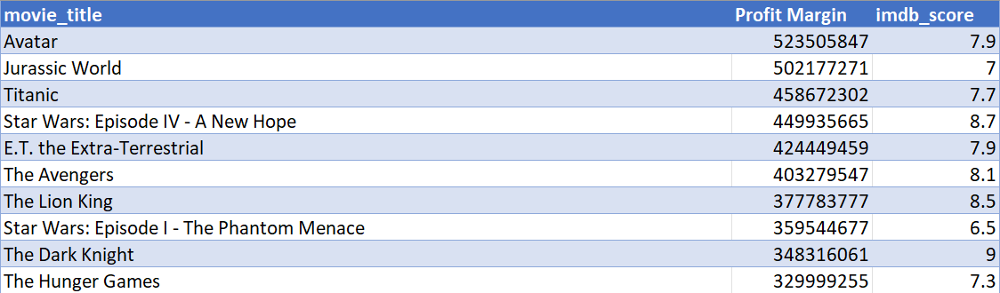 movie_title Profit Margin imdb_score
Avatar 523505847 7.9
Jurassic World 502177271 7
Titanic 458672302 7.7
Star Wars: Episode IV - A New Hope 449935665 8.7
E.T. the Extra-Terrestrial 424449459 7.9
The Avengers 403279547 8.1
The Lion King 377783777 8.5
Star Wars: Episode I - The Phantom Menace 359544677 6.5
The Dark Knight 348316061 9
The Hunger Games 329999255 7.3